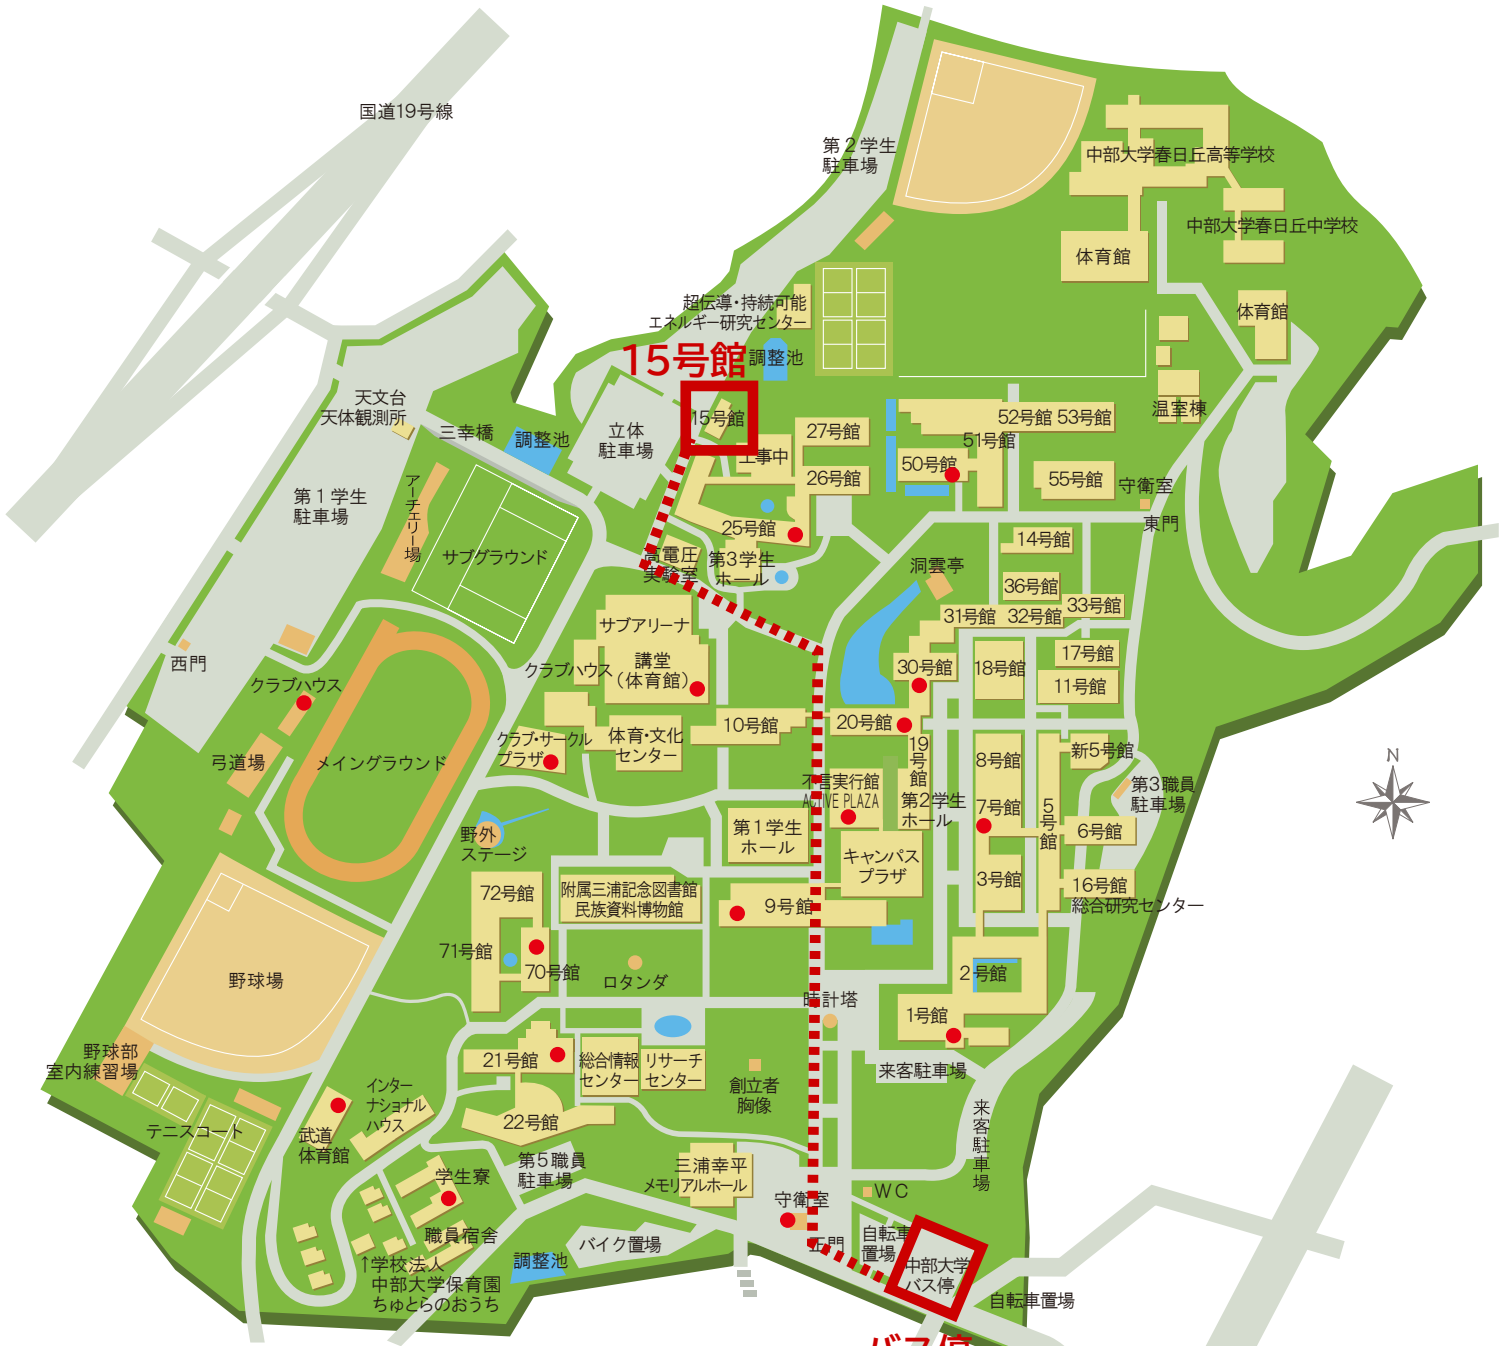 国道19号線
第2学生
駐車場
中部大学春日丘高等学校
中部大学春日丘中学校
体育館
体育館
超伝導・持続可能
エネルギー研究センター
15号館
調整池
天文台
天体観測所
三幸橋
調整池
立体
駐車場
15号館
工事中
27号館
26号館
52号館 53号館
51号館
50号館
55号館
温室棟
守衛室
東門
第1学生
駐車場
アーチェリー場
サブグラウンド
25号館
高電圧
実験室
第3学生
ホール
洞雲亭
14号館
36号館
33号館
31号館
32号館
サブアリーナ
講堂
(体育館)
クラブハウス
30号館
18号館
17号館
11号館
西門
クラブハウス
弓道場
メイングラウンド
クラブ・サークル
プラザ
体育・文化
センター
10号館
20号館
19号館
8号館
新5号館
不言実行館
ACTIVE PLAZA
第2学生
ホール
7号館
5号館
第3職員
駐車場
N
6号館
野外
ステージ
第1学生
ホール
キャンパス
プラザ
3号館
16号館
総合研究センター
72号館
附属三浦記念図書館
民族資料博物館
9号館
71号館
70号館
ロタンダ
2号館
野球場
時計塔
1号館
野球部
室内練習場
21号館
総合情報
センター
リサーチ
センター
創立者
胸像
来客駐車場
来客駐車場
インター
ナショナル
ハウス
テニスコート
武道
体育館
22号館
第5職員
駐車場
三浦幸平
メモリアルホール
学生寮
守衛室
WC
職員宿舎
バイク置場
正門
自転車
置場
中部大学
バス停
調整池
↑学校法人
中部大学保育園
ちゅとらのおうち
自転車置場
バス停